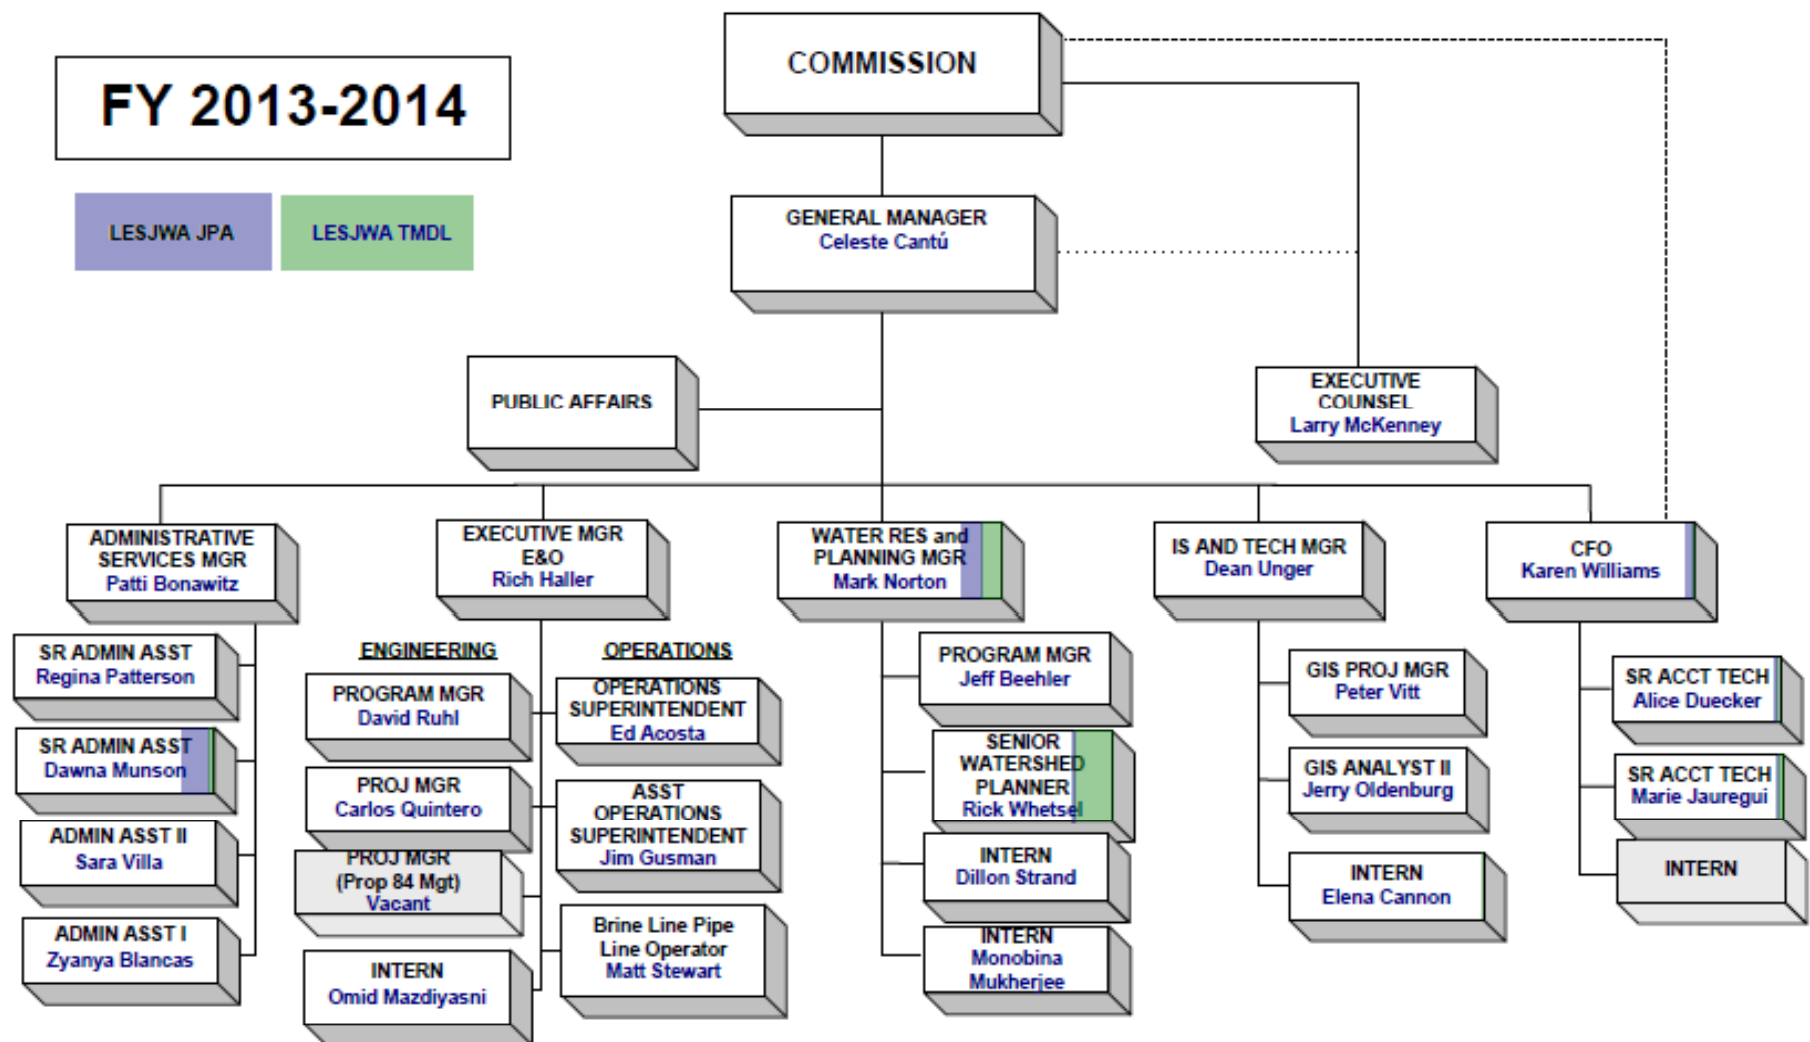 COMMISSION
FY 2013-2014
LESJWA JPA
LESJWA TMDL
GENERAL MANAGER
Celeste Cantú
PUBLIC AFFAIRS
EXECUTIVE
COUNSEL
Larry McKenney
ADMINISTRATIVE
SERVICES MGR
Patti Bonawitz
EXECUTIVE MGR
E&O
Rich Haller
WATER RES and
PLANNING MGR
Mark Norton
IS AND TECH MGR
Dean Unger
CFO
Karen Williams
SR ADMIN ASST
Regina Patterson
SR ADMIN ASST
Dawna Munson
ADMIN ASST II
Sara Villa
ADMIN ASST I
Zyanya Blancas
ENGINEERING
PROGRAM MGR
David Ruhl
PROJ MGR
Carlos Quintero
PROJ MGR
(Prop 84 Mgt)
Vacant
INTERN
Omid Mazdiyasni
OPERATIONS
OPERATIONS
SUPERINTENDENT
Ed Acosta
ASST
OPERATIONS
SUPERINTENDENT
Jim Gusman
Brine Line Pipe
Line Operator
Matt Stewart
PROGRAM MGR
Jeff Beehler
SENIOR
WATERSHED
PLANNER
Rick Whetsel
INTERN
Dillon Strand
INTERN
Monobina
Mukherjee
GIS PROJ MGR
Peter Vitt
GIS ANALYST II
Jerry Oldenburg
INTERN
Elena Cannon
SR ACCT TECH
Alice Duecker
SR ACCT TECH
Marie Jauregui
INTERN